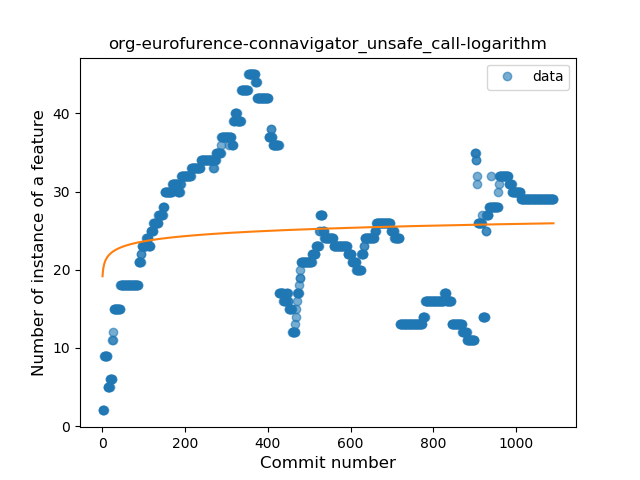 org-eurofurence-connavigator_unsafe_call-logarithm
data
Number of instance of a feature
40
30
20
10
0
0 200 400 600 800 1000
Commit number